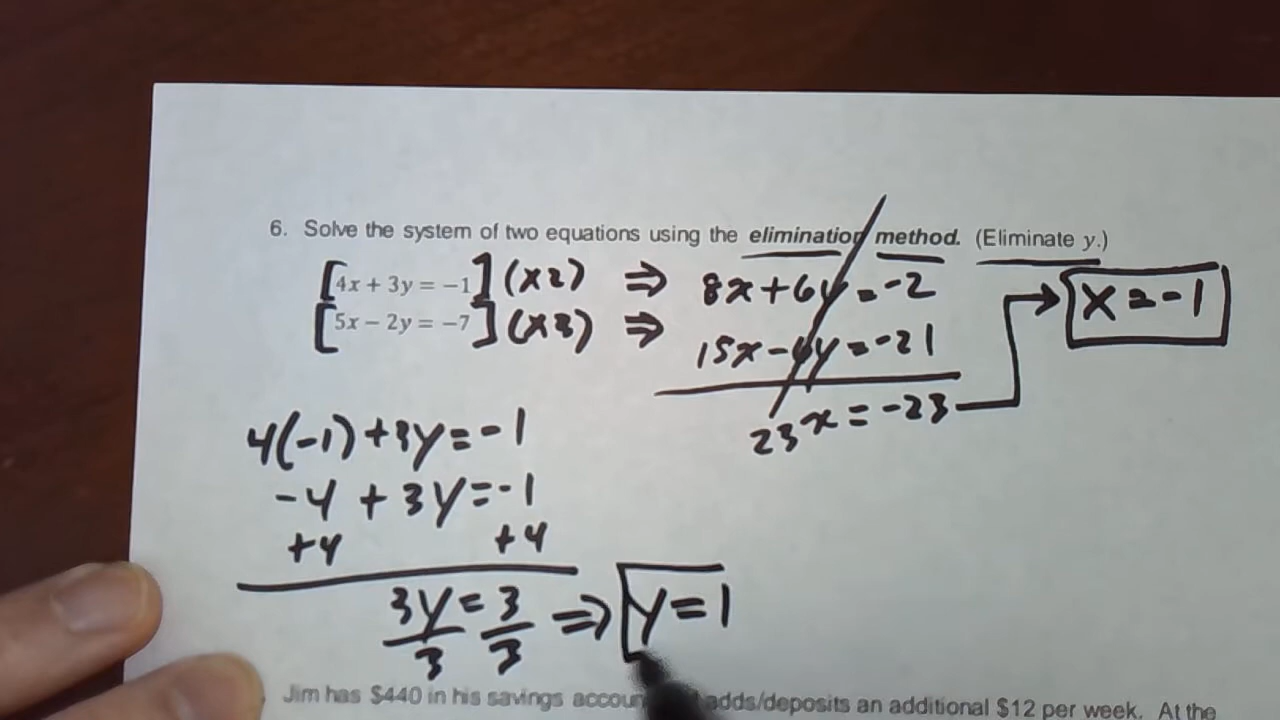 6. Solve the system of two equations using the elimination method. (Eliminate y.)
[4x + 3y = −1] (x2) ⇒ 8x + 6y = -2
[5x − 2y = −7] (x3) ⇒ 15x - 6y = -21
23x = -23 → x = -1
4(-1) + 3y = -1
-4 + 3y = -1
+4 +4
3y = 3 ⇒ y = 1
3 3
Jim has $440 in his savings adds/deposits an additional $12 per week. At the